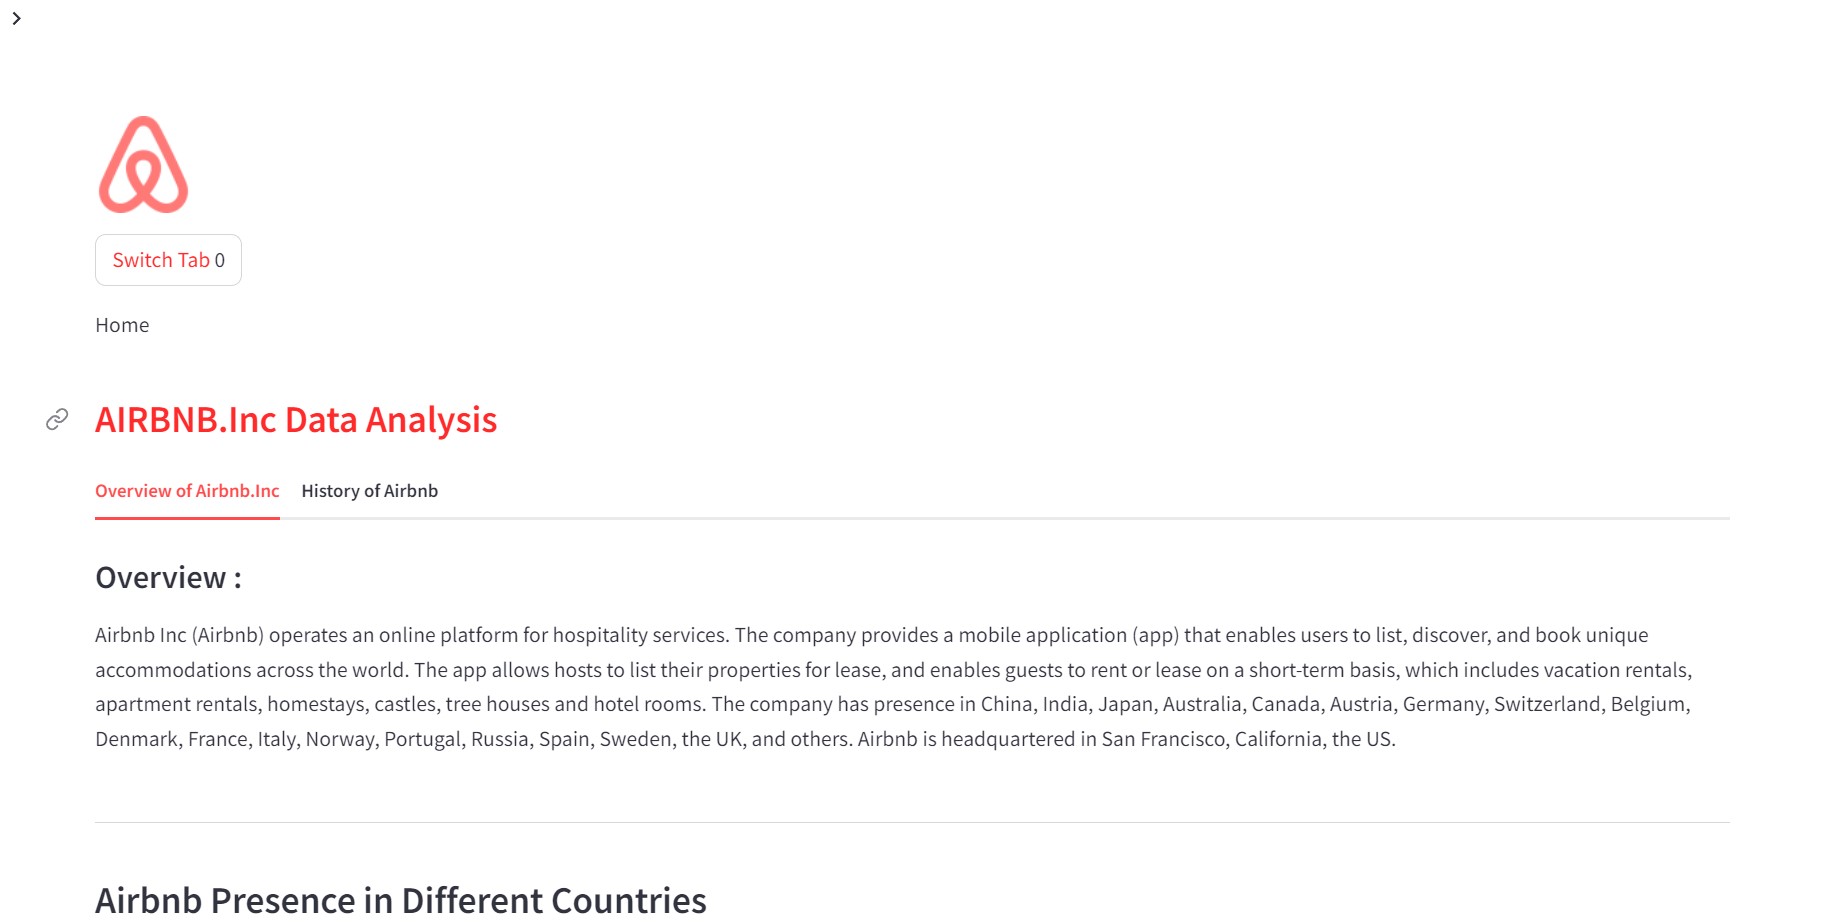 Switch Tab 0
Home
AIRBNB.Inc Data Analysis
Overview of Airbnb.Inc History of Airbnb
Overview :
Airbnb Inc (Airbnb) operates an online platform for hospitality services. The company provides a mobile application (app) that enables users to list, discover, and book unique
accommodations across the world. The app allows hosts to list their properties for lease, and enables guests to rent or lease on a short-term basis, which includes vacation rentals,
apartment rentals, homestays, castles, tree houses and hotel rooms. The company has presence in China, India, Japan, Australia, Canada, Austria, Germany, Switzerland, Belgium,
Denmark, France, Italy, Norway, Portugal, Russia, Spain, Sweden, the UK, and others. Airbnb is headquartered in San Francisco, California, the US.
Airbnb Presence in Different Countries